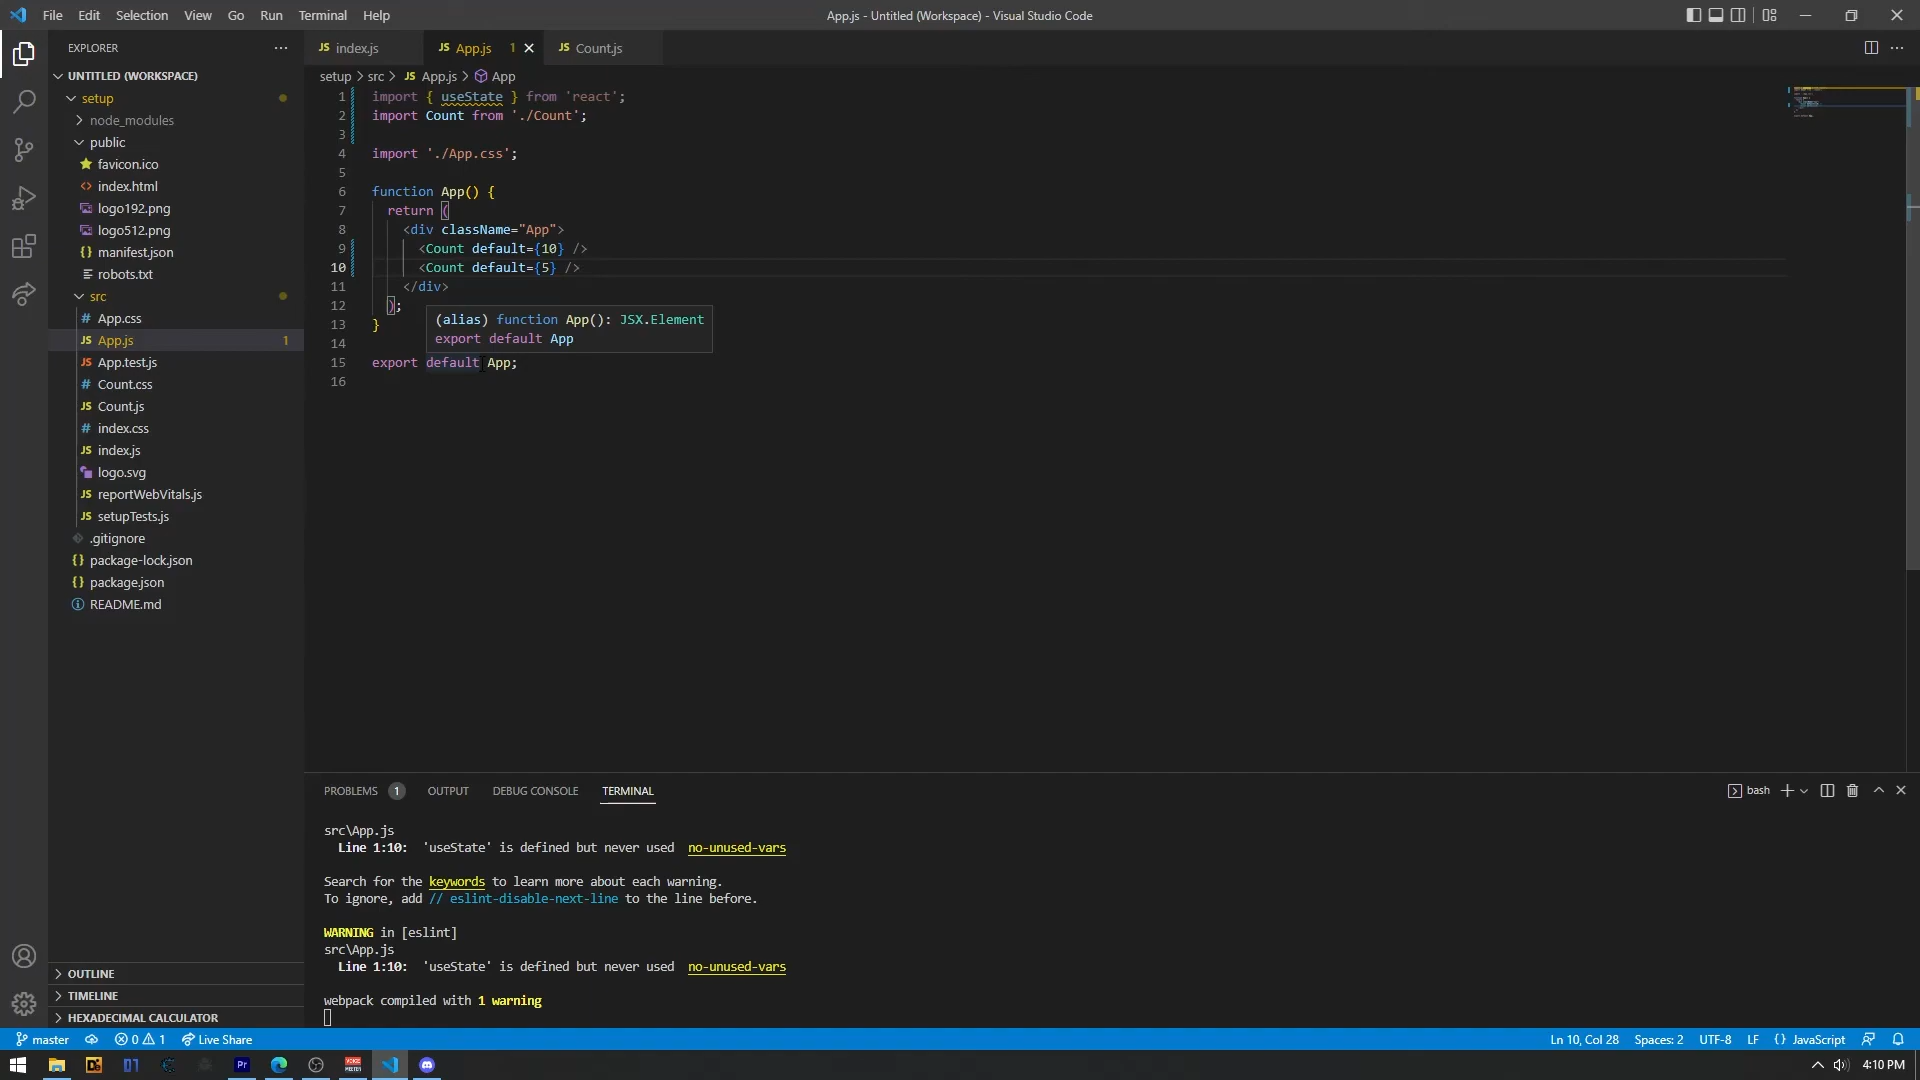 File Edit Selection View Go Run Terminal Help
App.js - Untitled (Workspace) - Visual Studio Code
EXPLORER
UNTITLED (WORKSPACE)
setup
node_modules
public
favicon.ico
<> index.html
logo192.png
logo512.png
{} manifest.json
robots.txt
src
# App.css
JS App.js 1
JS App.test.js
# Count.css
JS Count.js
# index.css
JS index.js
logo.svg
JS reportWebVitals.js
JS setupTests.js
.gitignore
{} package-lock.json
{} package.json
README.md
OUTLINE
TIMELINE
HEXADECIMAL CALCULATOR
JS index.js
JS App.js 1
JS Count.js
setup > src > JS App.js > App
1 import { useState } from 'react';
2 import Count from './Count';
3
4 import './App.css';
5
6 function App() {
7 return (
8 <div className="App">
9 <Count default={10} />
10 <Count default={5} />
11 </div>
12 );
13 }
14
15 export default App;
16
(alias) function App(): JSX.Element
export default App
PROBLEMS 1 OUTPUT DEBUG CONSOLE TERMINAL
bash
src\App.js
Line 1:10: 'useState' is defined but never used no-unused-vars
Search for the keywords to learn more about each warning.
To ignore, add // eslint-disable-next-line to the line before.
WARNING in [eslint]
src\App.js
Line 1:10: 'useState' is defined but never used no-unused-vars
webpack compiled with 1 warning
master 0 1 Live Share
Ln 10, Col 28 Spaces: 2 UTF-8 LF {} JavaScript
Pr
4:10 PM